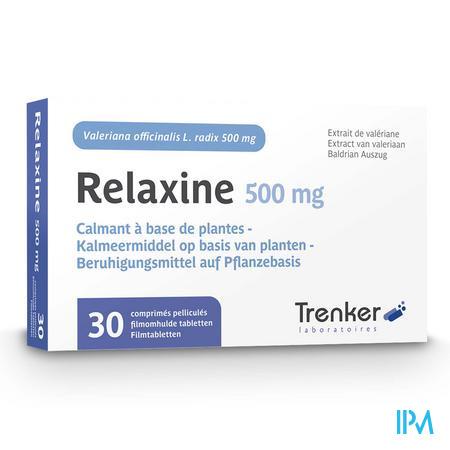 Valeriana officinalis L. radix 500 mg
Extrait de valériane
Extract van valeriaan
Baldrian Auszug
Relaxine 500 mg
Calmant à base de plantes -
Kalmeermiddel op basis van planten -
Beruhigungsmittel auf Pflanzebasis
30 comprimés pelliculés
filmomhulde tabletten
Filmtabletten
Trenker
laboratoires
Relaxine 500 mg
30
IPM